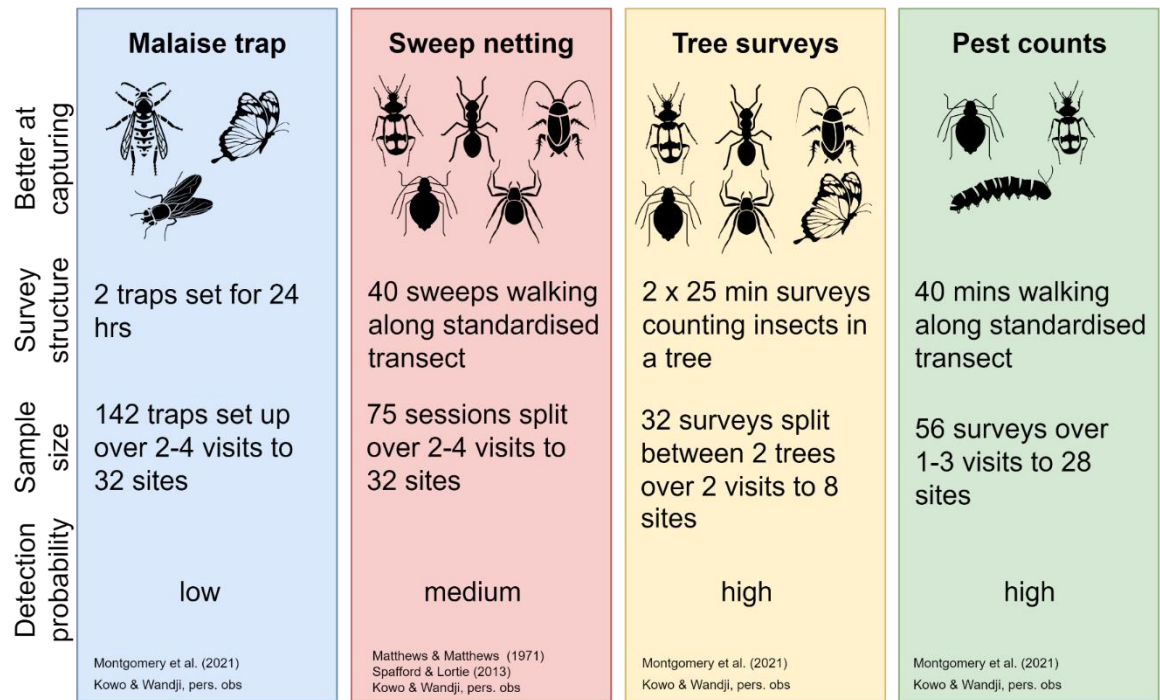 Better at
capturing
Survey
structure
Sample
size
Detection
probability
Malaise trap
2 traps set for 24
hrs
142 traps set up
over 2-4 visits to
32 sites
low
Montgomery et al. (2021)
Kowo & Wandji, pers. obs
Sweep netting
40 sweeps walking
along standardised
transect
75 sessions split
over 2-4 visits to
32 sites
medium
Matthews & Matthews (1971)
Spafford & Lortie (2013)
Kowo & Wandji, pers. obs
Tree surveys
2 x 25 min surveys
counting insects in
a tree
32 surveys split
between 2 trees
over 2 visits to 8
sites
high
Montgomery et al. (2021)
Kowo & Wandji, pers. obs
Pest counts
40 mins walking
along standardised
transect
56 surveys over
1-3 visits to 28
sites
high
Montgomery et al. (2021)
Kowo & Wandji, pers. obs